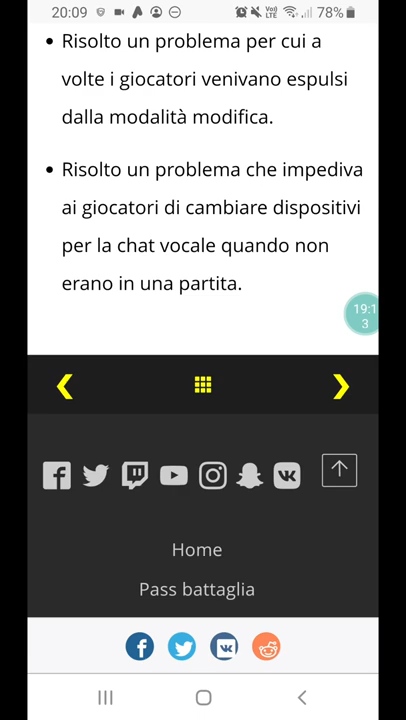 20:09
Vo)) LTE
78%
• Risolto un problema per cui a
volte i giocatori venivano espulsi
dalla modalità modifica.
• Risolto un problema che impediva
ai giocatori di cambiare dispositivi
per la chat vocale quando non
erano in una partita.
19:1
3
Home
Pass battaglia